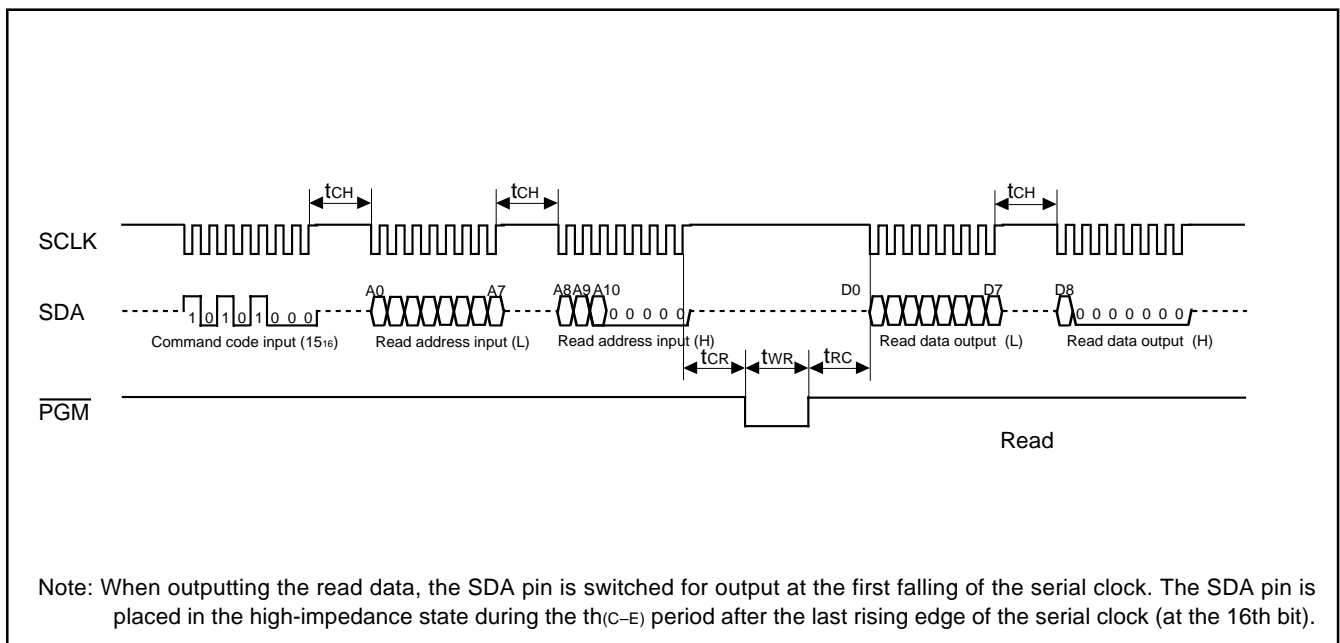 tCH tCH tCH
SCLK
A0 A7 A8 A9 A10 D0 D7 D8
SDA
1 0 1 0 1 0 0 0 0 0 0 0 0 0 0 0 0 0 0 0
Command code input (15₁₆) Read address input (L) Read address input (H) Read data output (L) Read data output (H)
tCR tWR tRC
PGM
Read
Note: When outputting the read data, the SDA pin is switched for output at the first falling of the serial clock. The SDA pin is
placed in the high-impedance state during the th(C–E) period after the last rising edge of the serial clock (at the 16th bit).